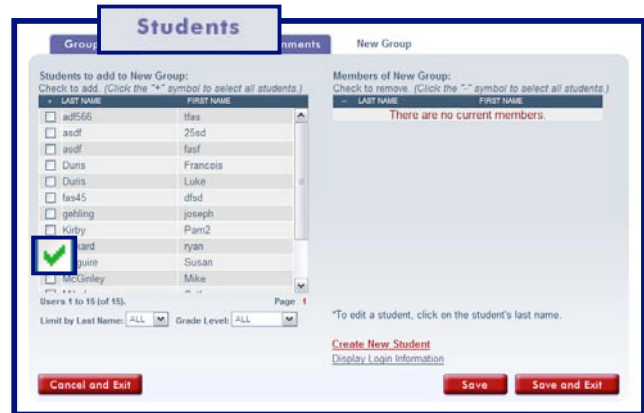 Students
Group
nments
New Group
Students to add to New Group:
Check to add. (Click the "+" symbol to select all students.)
+ LAST NAME FIRST NAME
adf566 tfas
asdf 25sd
asdf fasf
Duris Francois
Duris Luke
fas45 dfsd
gehling joseph
Kirby Pam2
kard ryan
guire Susan
McGinley Mike
Users 1 to 15 (of 15). Page 1
Limit by Last Name: ALL Grade Level: ALL
Members of New Group:
Check to remove. (Click the "-" symbol to select all students.)
- LAST NAME FIRST NAME
There are no current members.
*To edit a student, click on the student's last name.
Create New Student
Display Login Information
Cancel and Exit
Save
Save and Exit